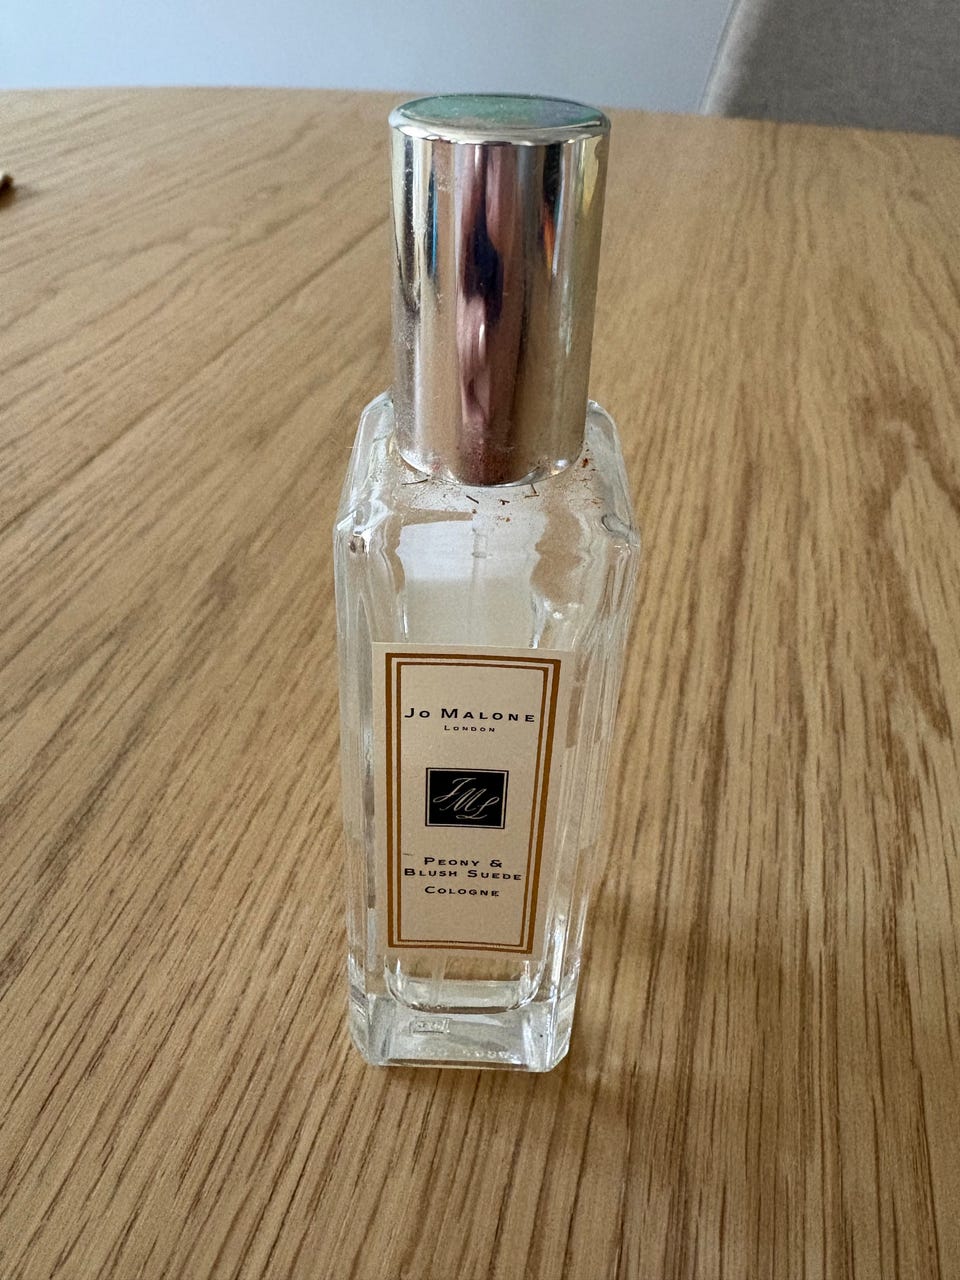 Jo Malone
London
JML
Peony &
Blush Suede
Cologne